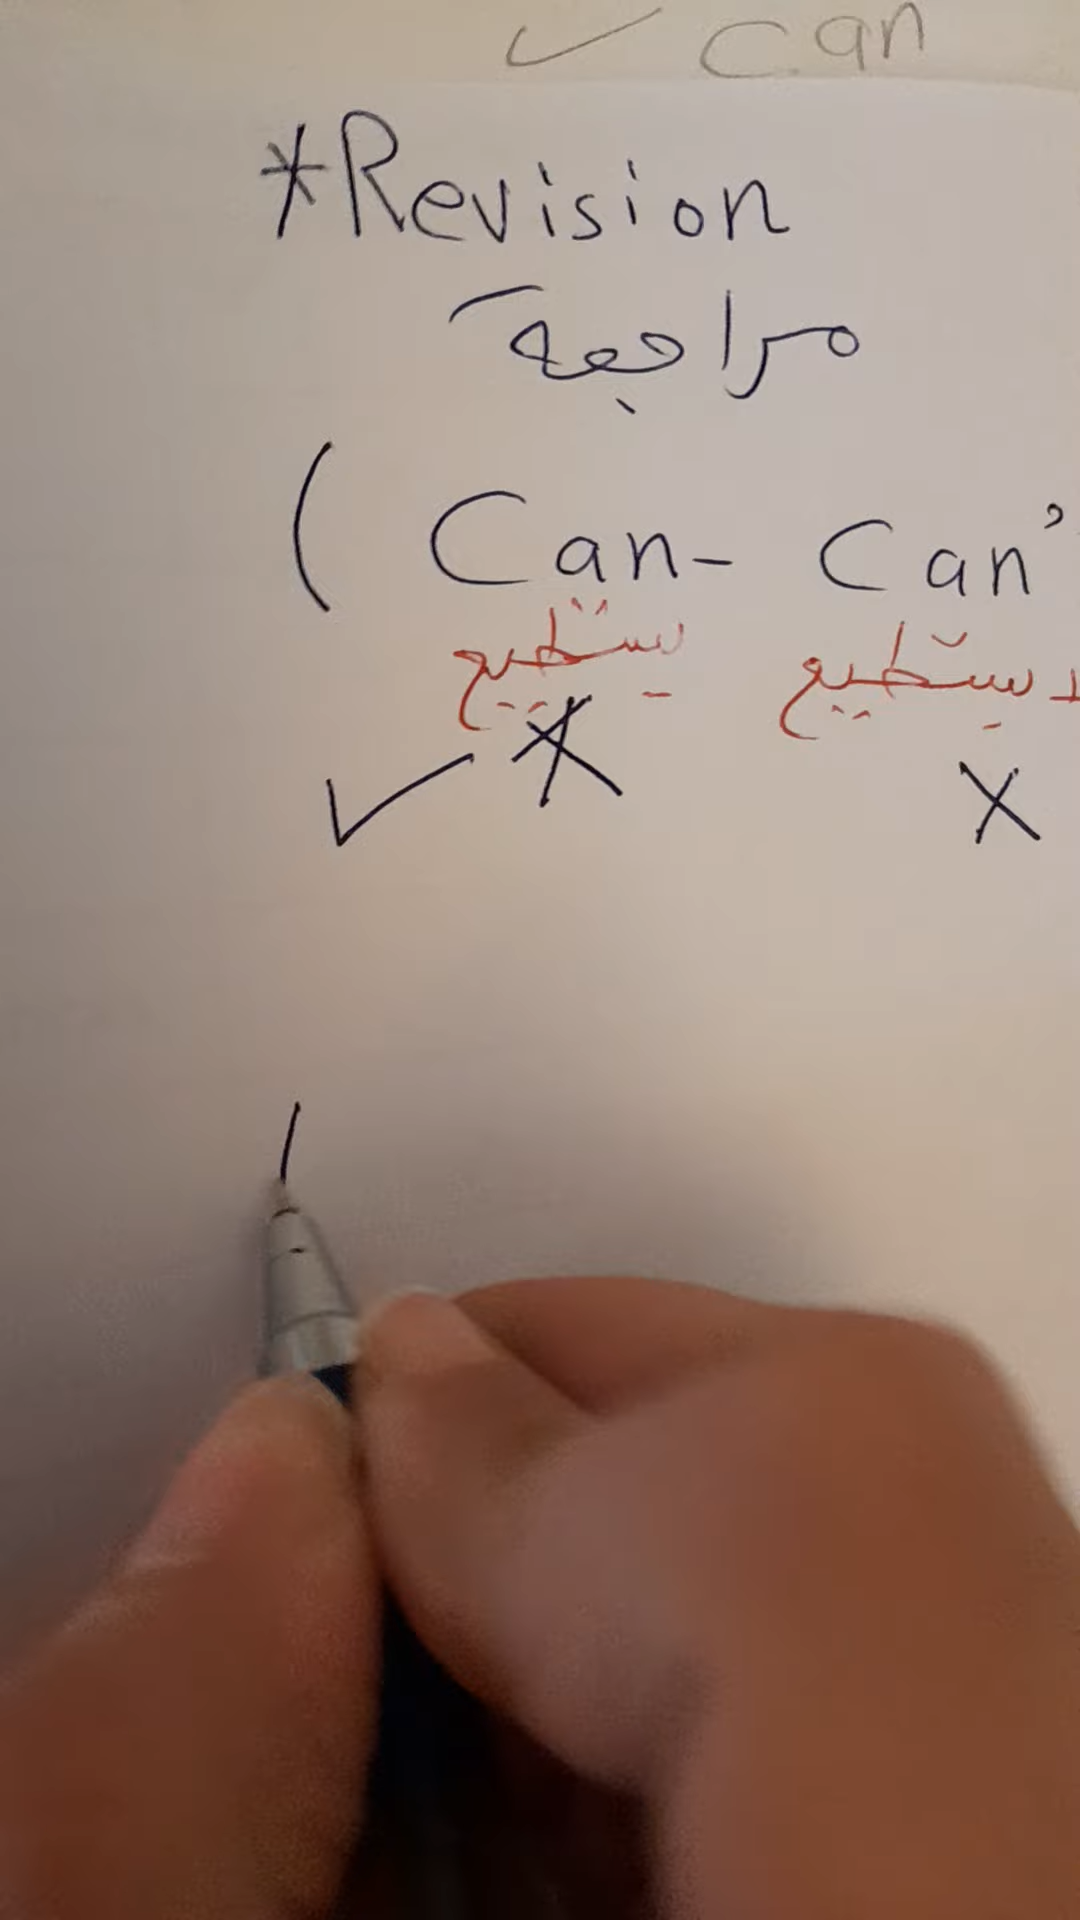 ✓ can
*Revision
مراجعة
( Can- Can'
يستطيع لا يستطيع
✓ X X